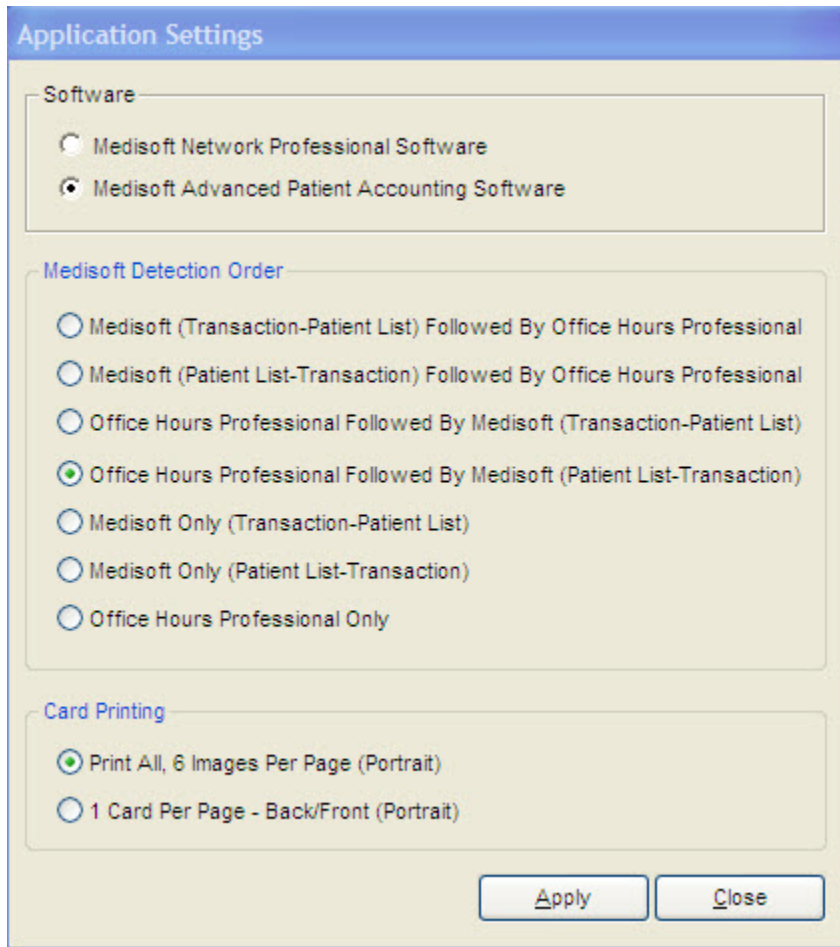 Application Settings
Software
Medisoft Network Professional Software
Medisoft Advanced Patient Accounting Software
Medisoft Detection Order
Medisoft (Transaction-Patient List) Followed By Office Hours Professional
Medisoft (Patient List-Transaction) Followed By Office Hours Professional
Office Hours Professional Followed By Medisoft (Transaction-Patient List)
Office Hours Professional Followed By Medisoft (Patient List-Transaction)
Medisoft Only (Transaction-Patient List)
Medisoft Only (Patient List-Transaction)
Office Hours Professional Only
Card Printing
Print All, 6 Images Per Page (Portrait)
1 Card Per Page - Back/Front (Portrait)
Apply Close